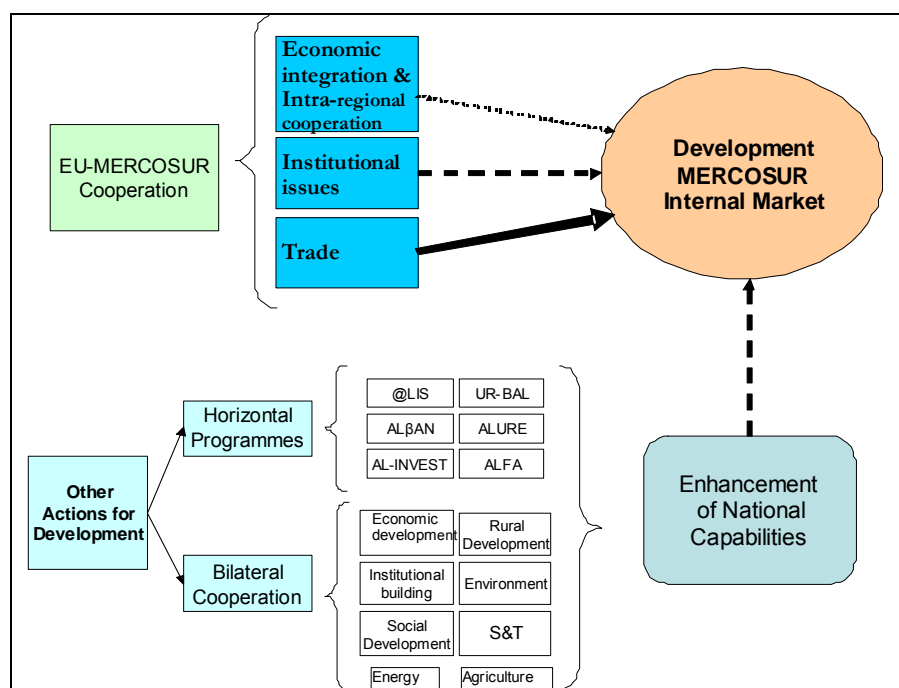 Economic
integration &
Intra-regional
cooperation
EU-MERCOSUR
Cooperation
Institutional
issues
Trade
Development
MERCOSUR
Internal Market
Other
Actions for
Development
Horizontal
Programmes
@LIS
UR-BAL
ALβAN
ALURE
AL-INVEST
ALFA
Bilateral
Cooperation
Economic
development
Rural
Development
Institutional
building
Environment
Social
Development
S&T
Energy
Agriculture
Enhancement
of National
Capabilities